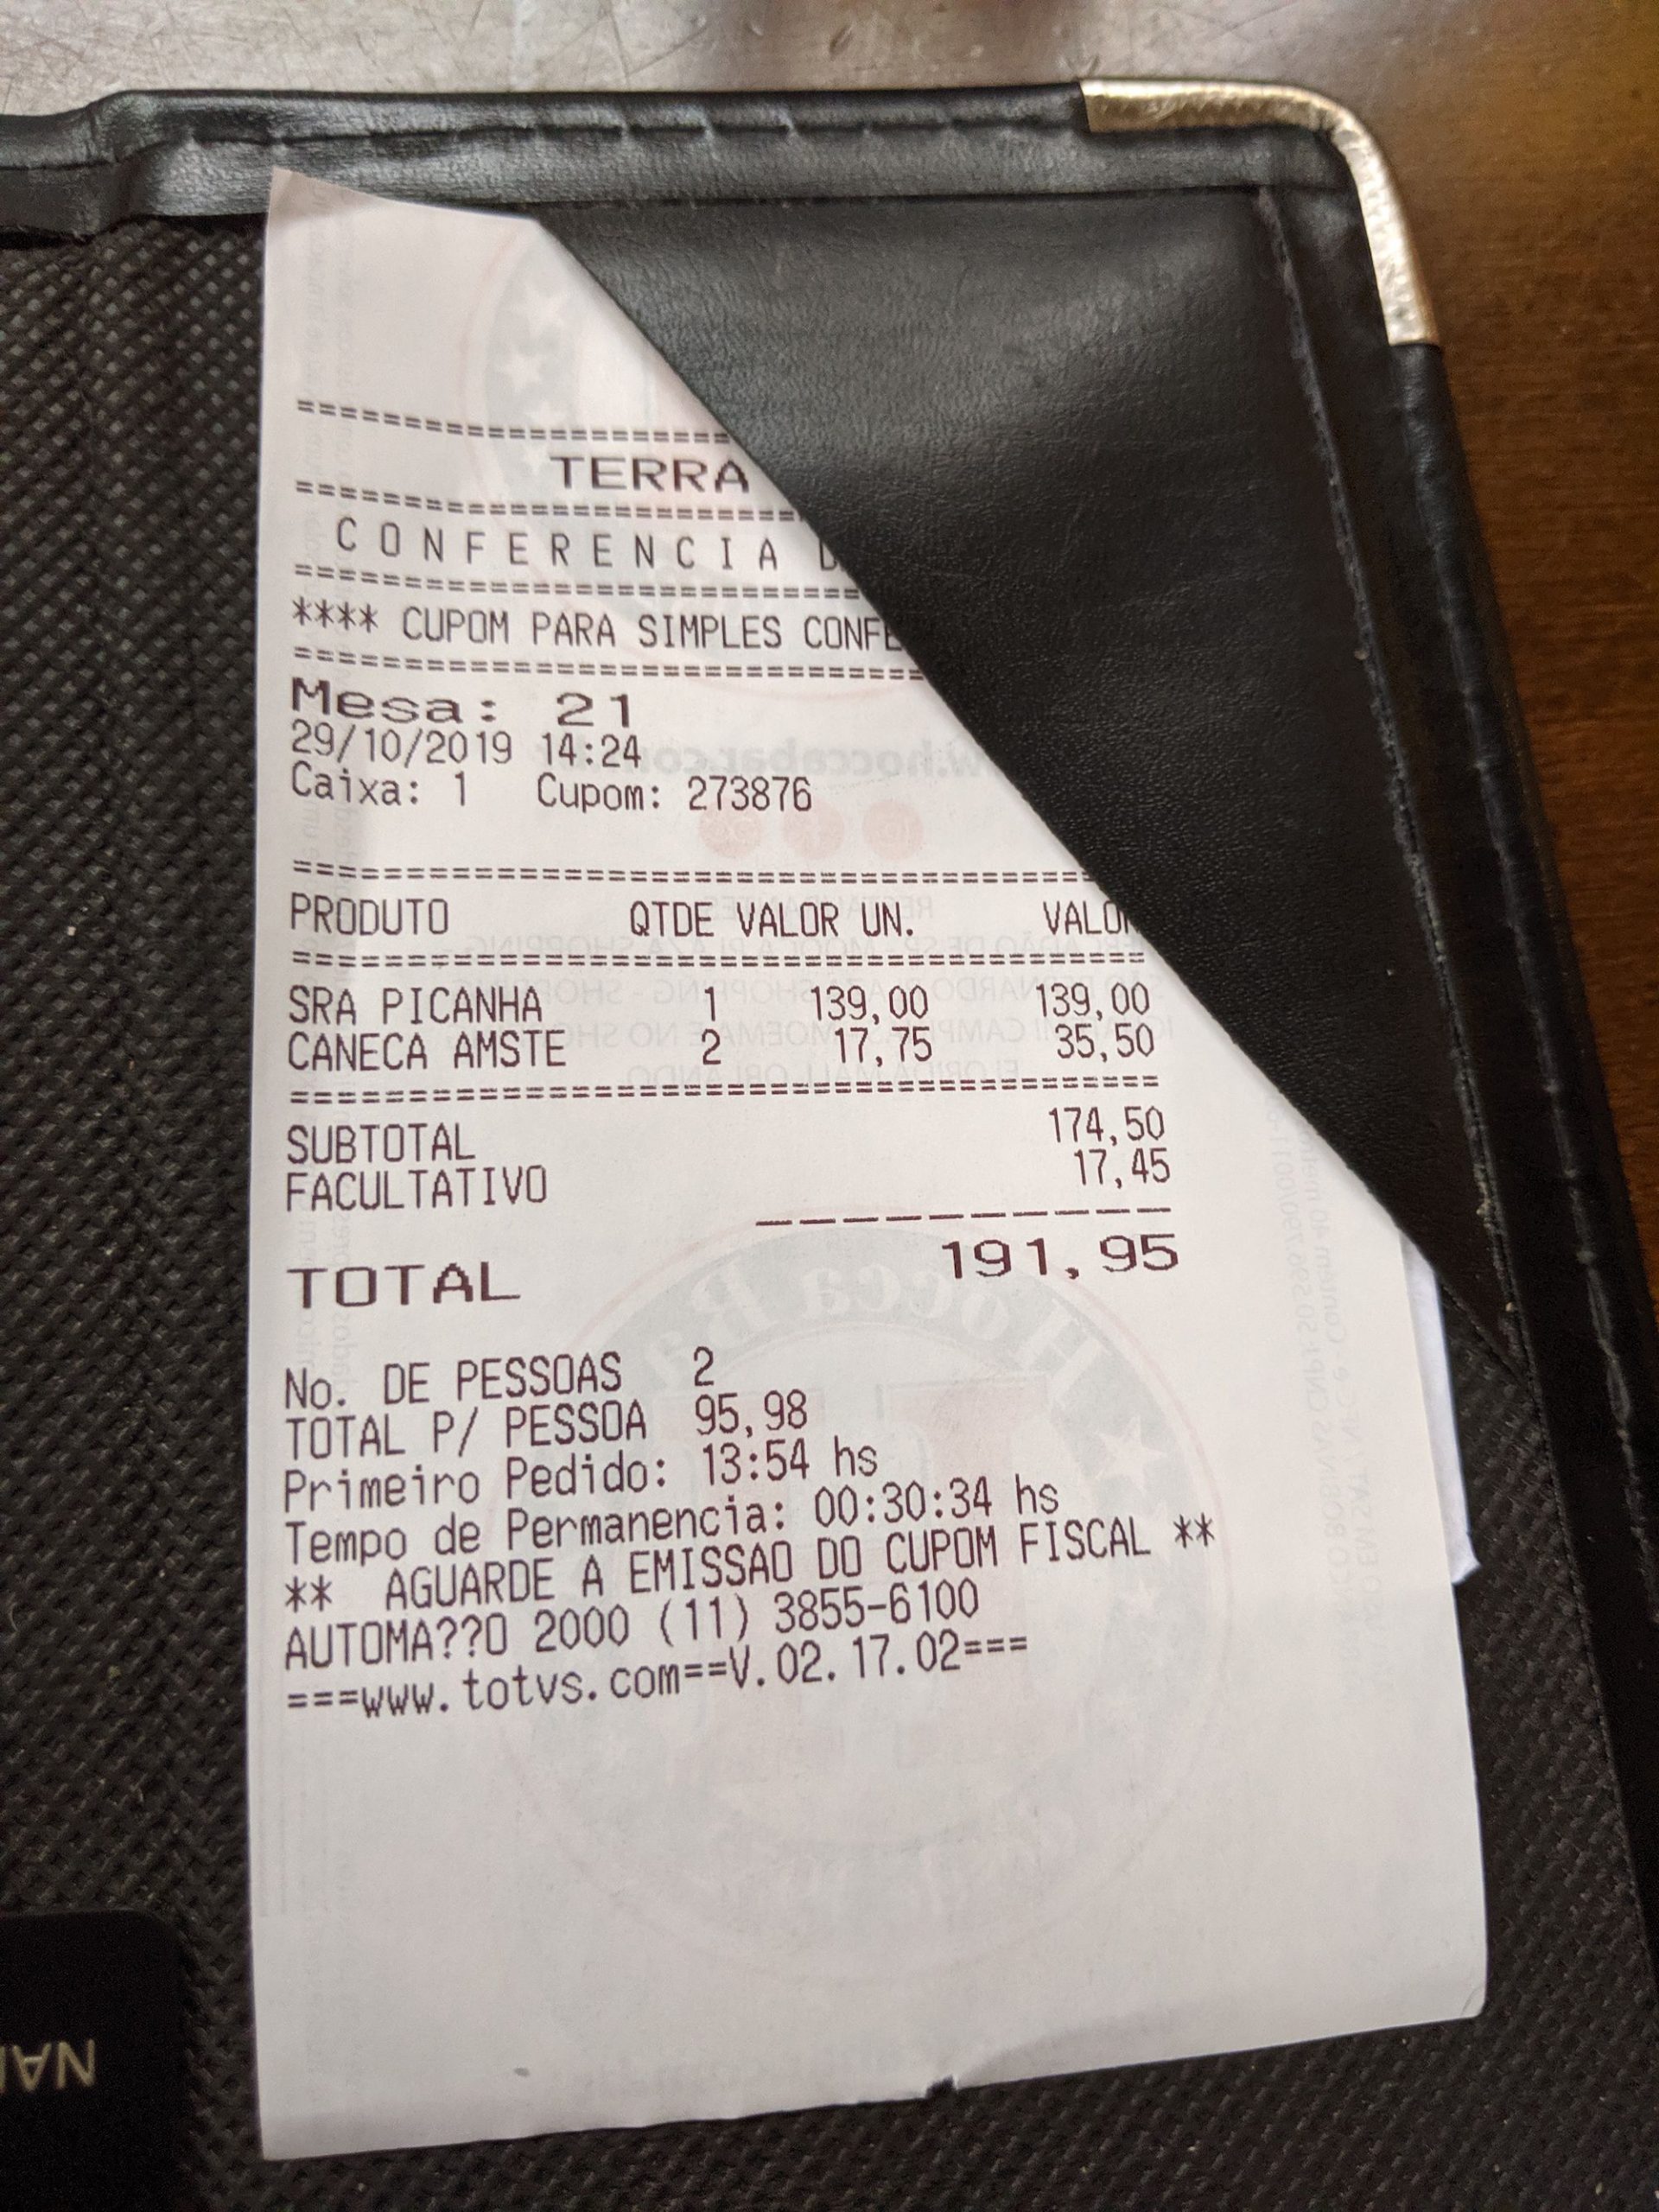 ==================
TERRA
==================
CONFERENCIA
==================
**** CUPOM PARA SIMPLES CONFE
==================
Mesa: 21
29/10/2019 14:24
Caixa: 1 Cupom: 273876
==================
PRODUTO QTDE VALOR UN. VALOR
==================
SRA PICANHA 1 139,00 139,00
CANECA AMSTE 2 17,75 35,50
==================
SUBTOTAL 174,50
FACULTATIVO 17,45
----------
TOTAL 191,95
No. DE PESSOAS 2
TOTAL P/ PESSOA 95,98
Primeiro Pedido: 13:54 hs
Tempo de Permanencia: 00:30:34 hs
** AGUARDE A EMISSAO DO CUPOM FISCAL **
AUTOMA??O 2000 (11) 3855-6100
===www.totvs.com==V.02.17.02===
Hocca Ba